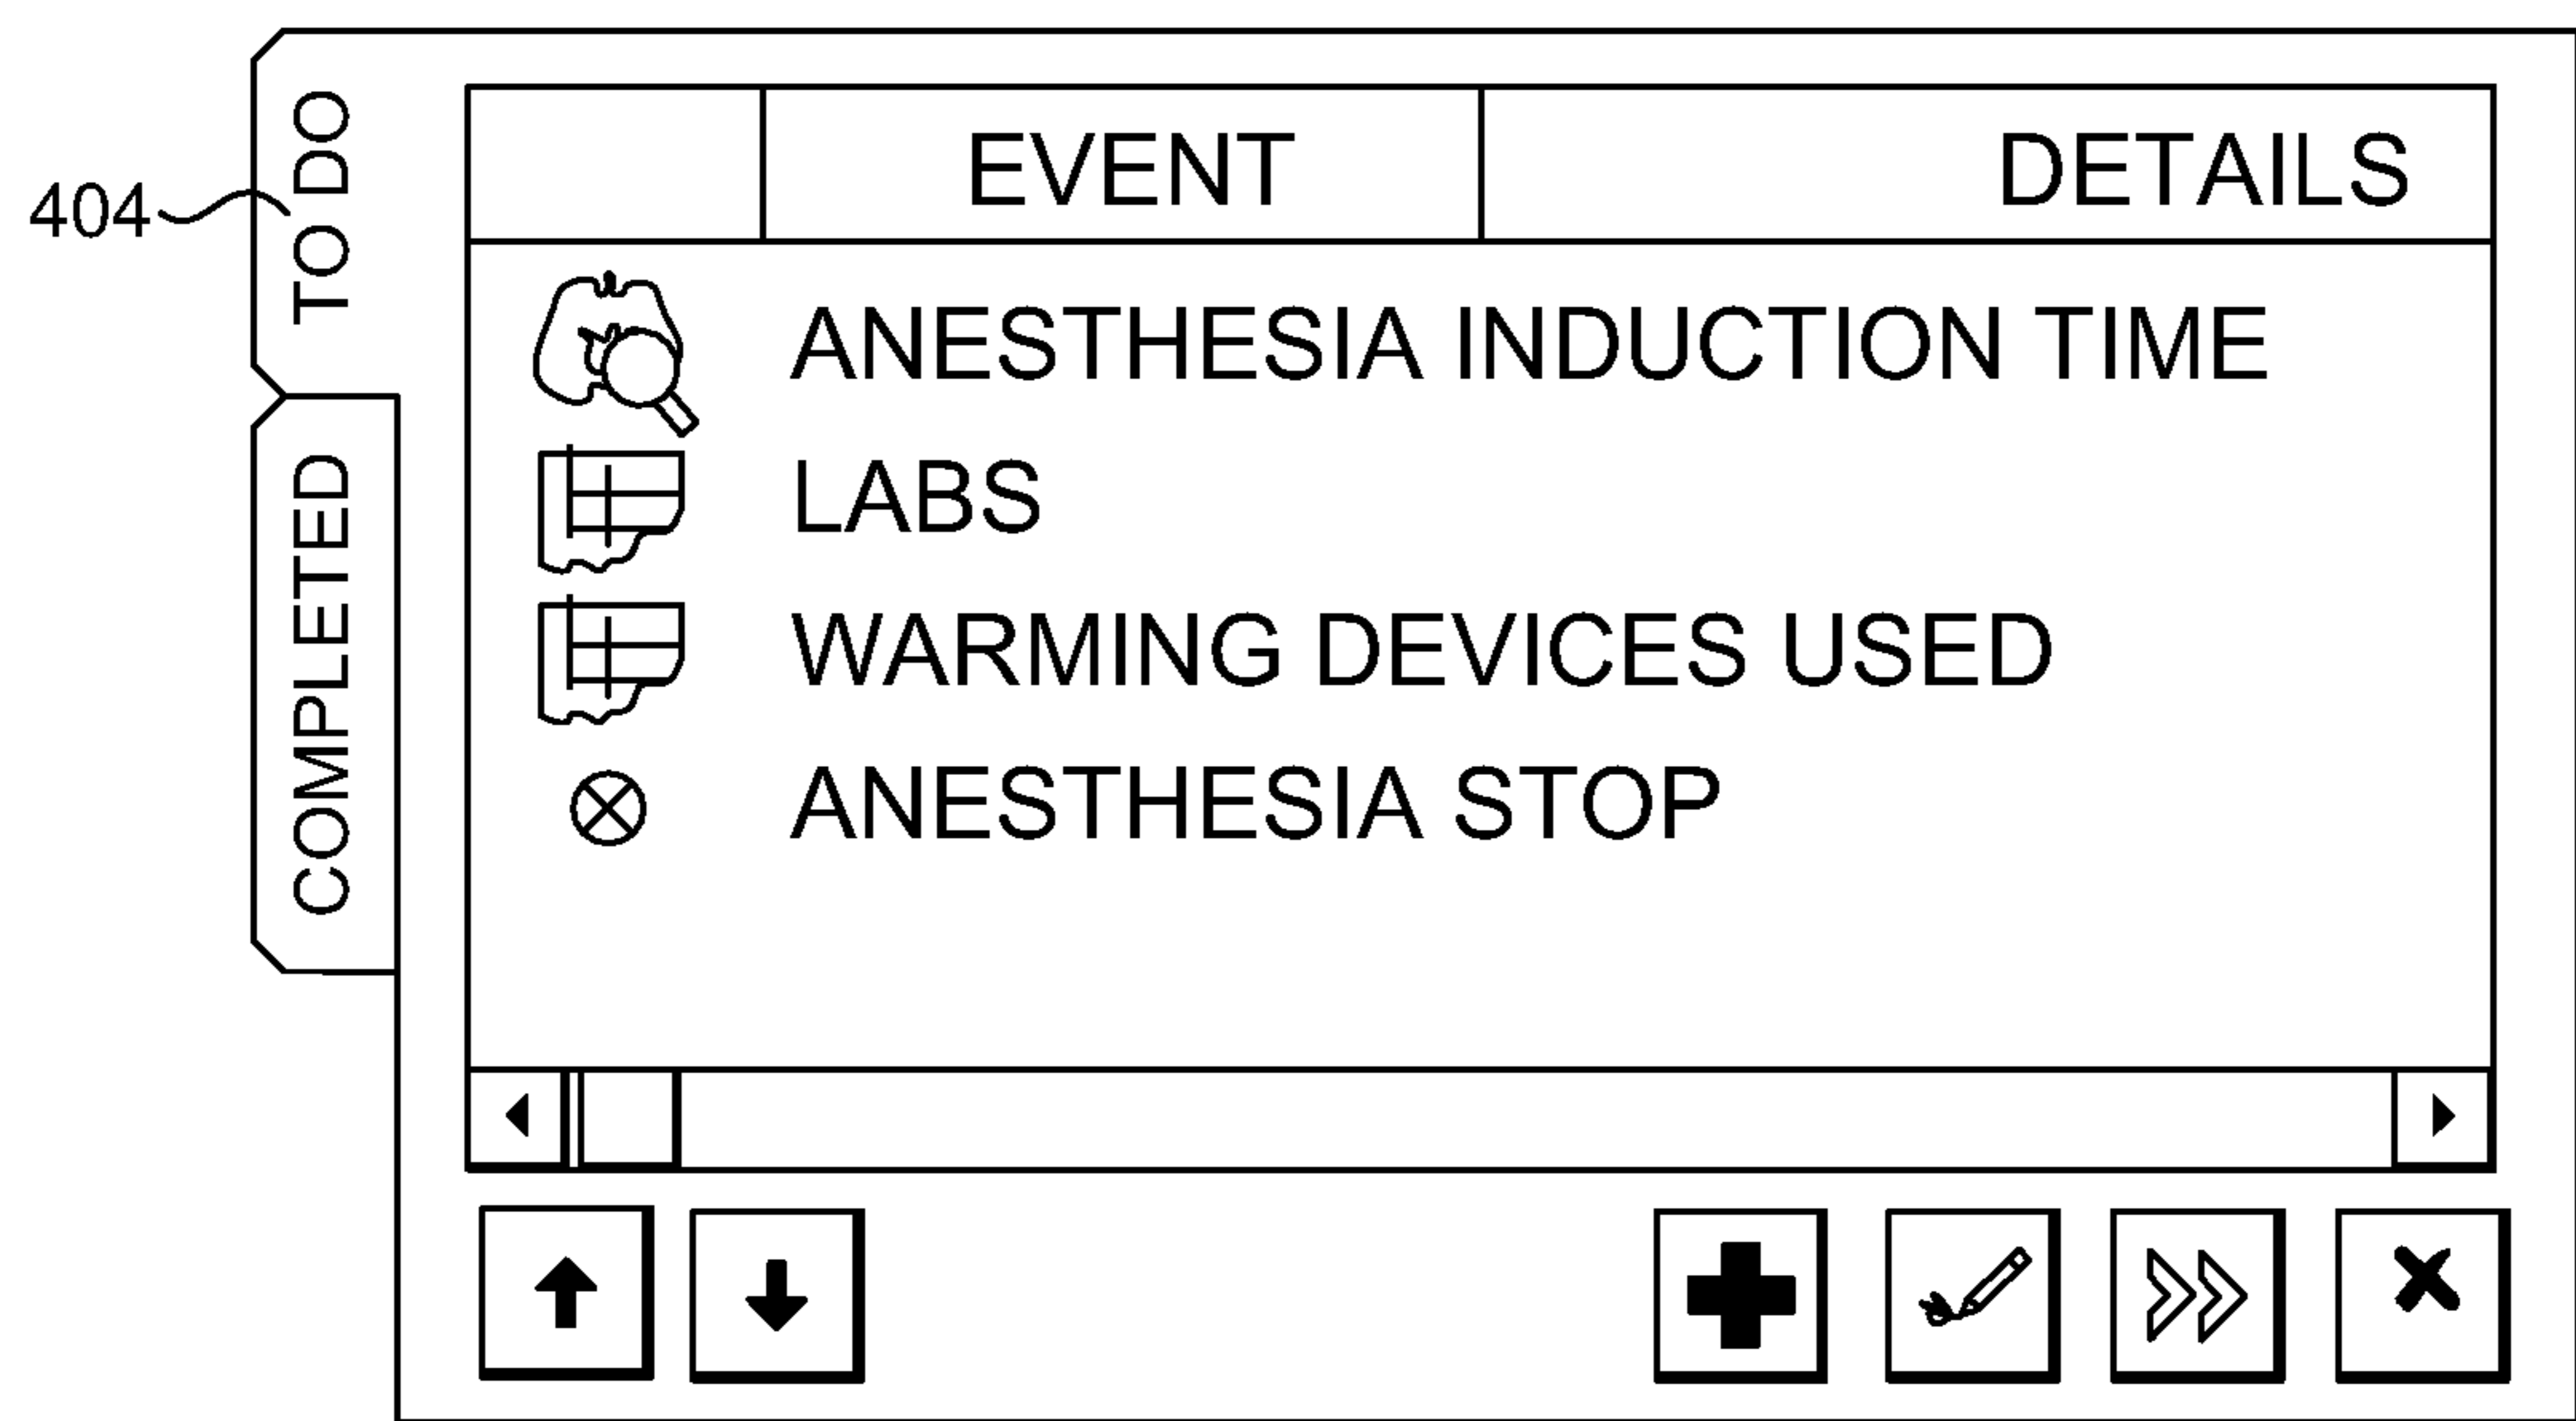 404
TO DO
COMPLETED
EVENT DETAILS
ANESTHESIA INDUCTION TIME
LABS
WARMING DEVICES USED
ANESTHESIA STOP